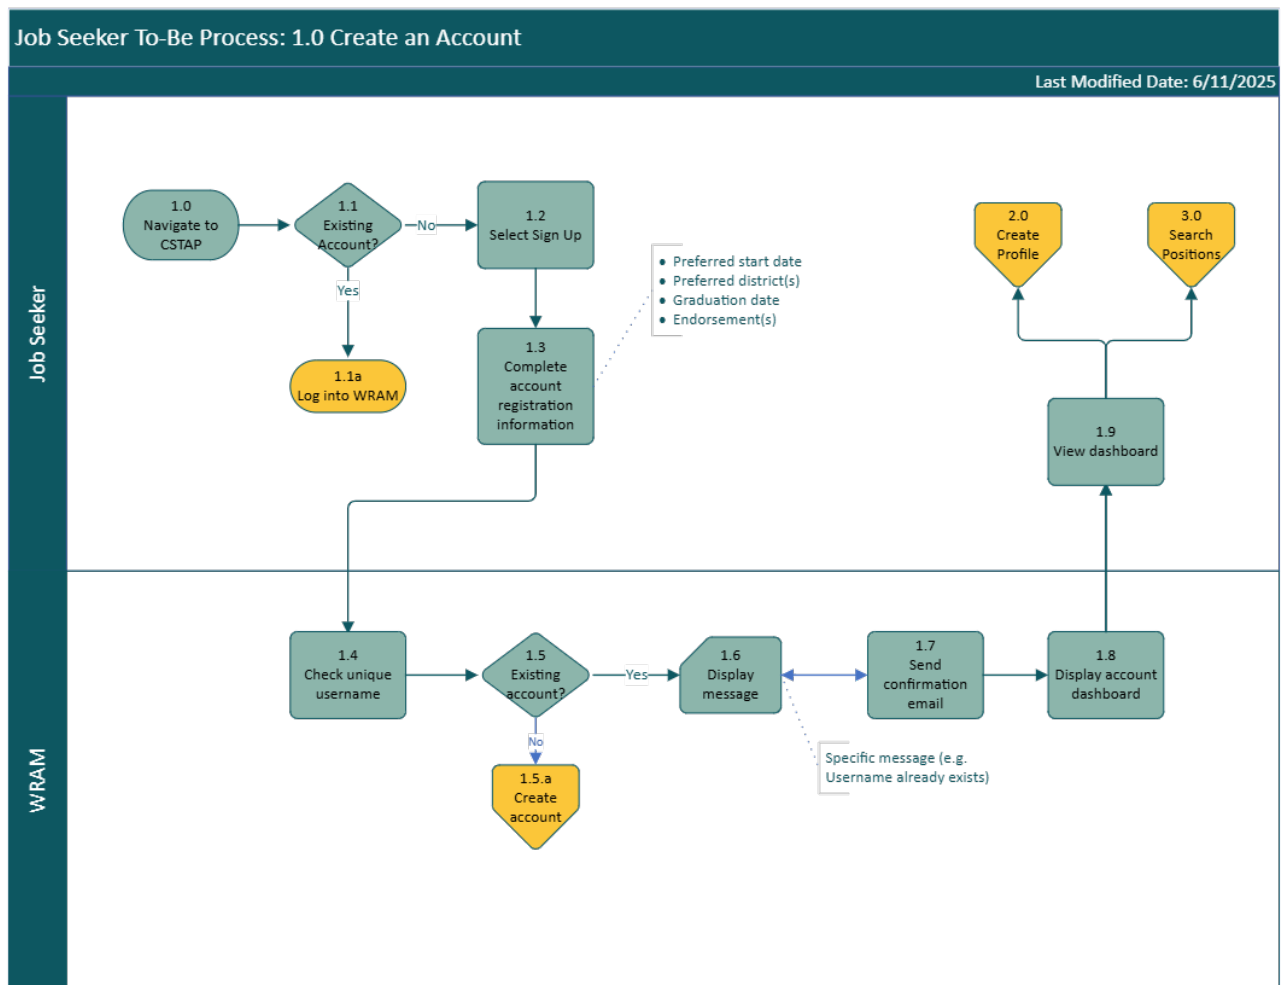 Job Seeker To-Be Process: 1.0 Create an Account
Last Modified Date: 6/11/2025
Job Seeker
1.0
Navigate to
CSTAP
1.1
Existing
Account?
No
Yes
1.1a
Log into WRAM
1.2
Select Sign Up
1.3
Complete
account
registration
information
• Preferred start date
• Preferred district(s)
• Graduation date
• Endorsement(s)
2.0
Create
Profile
3.0
Search
Positions
1.9
View dashboard
WRAM
1.4
Check unique
username
1.5
Existing
account?
Yes
No
1.5.a
Create
account
1.6
Display
message
Specific message (e.g.
Username already exists)
1.7
Send
confirmation
email
1.8
Display account
dashboard